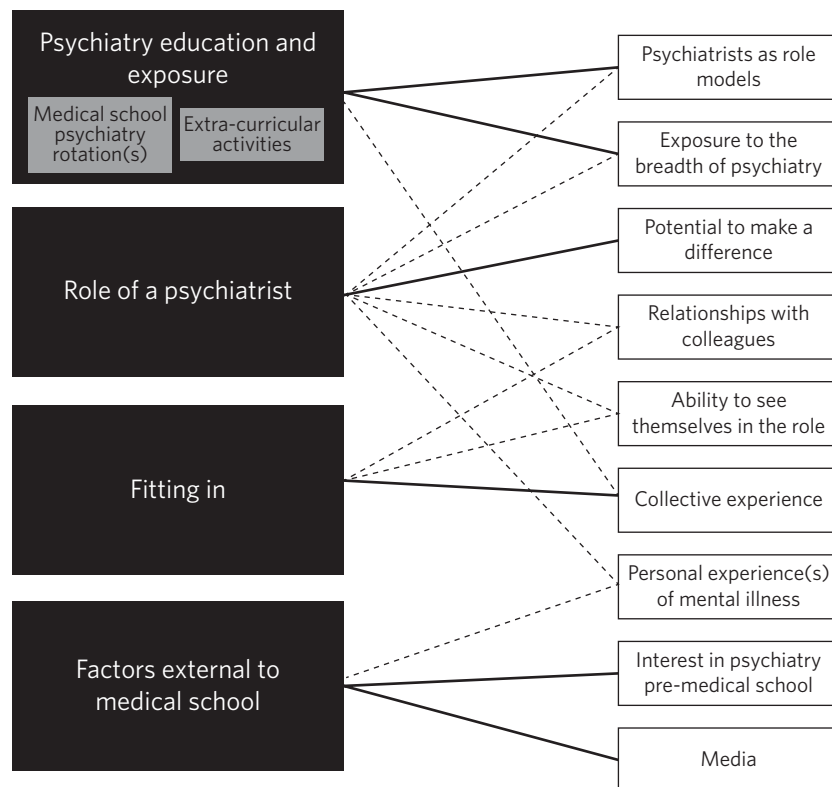 Psychiatry education and
exposure
Medical school
psychiatry
rotation(s)
Extra-curricular
activities
Role of a psychiatrist
Fitting in
Factors external to
medical school
Psychiatrists as role
models
Exposure to the
breadth of psychiatry
Potential to make a
difference
Relationships with
colleagues
Ability to see
themselves in the role
Collective experience
Personal experience(s)
of mental illness
Interest in psychiatry
pre-medical school
Media